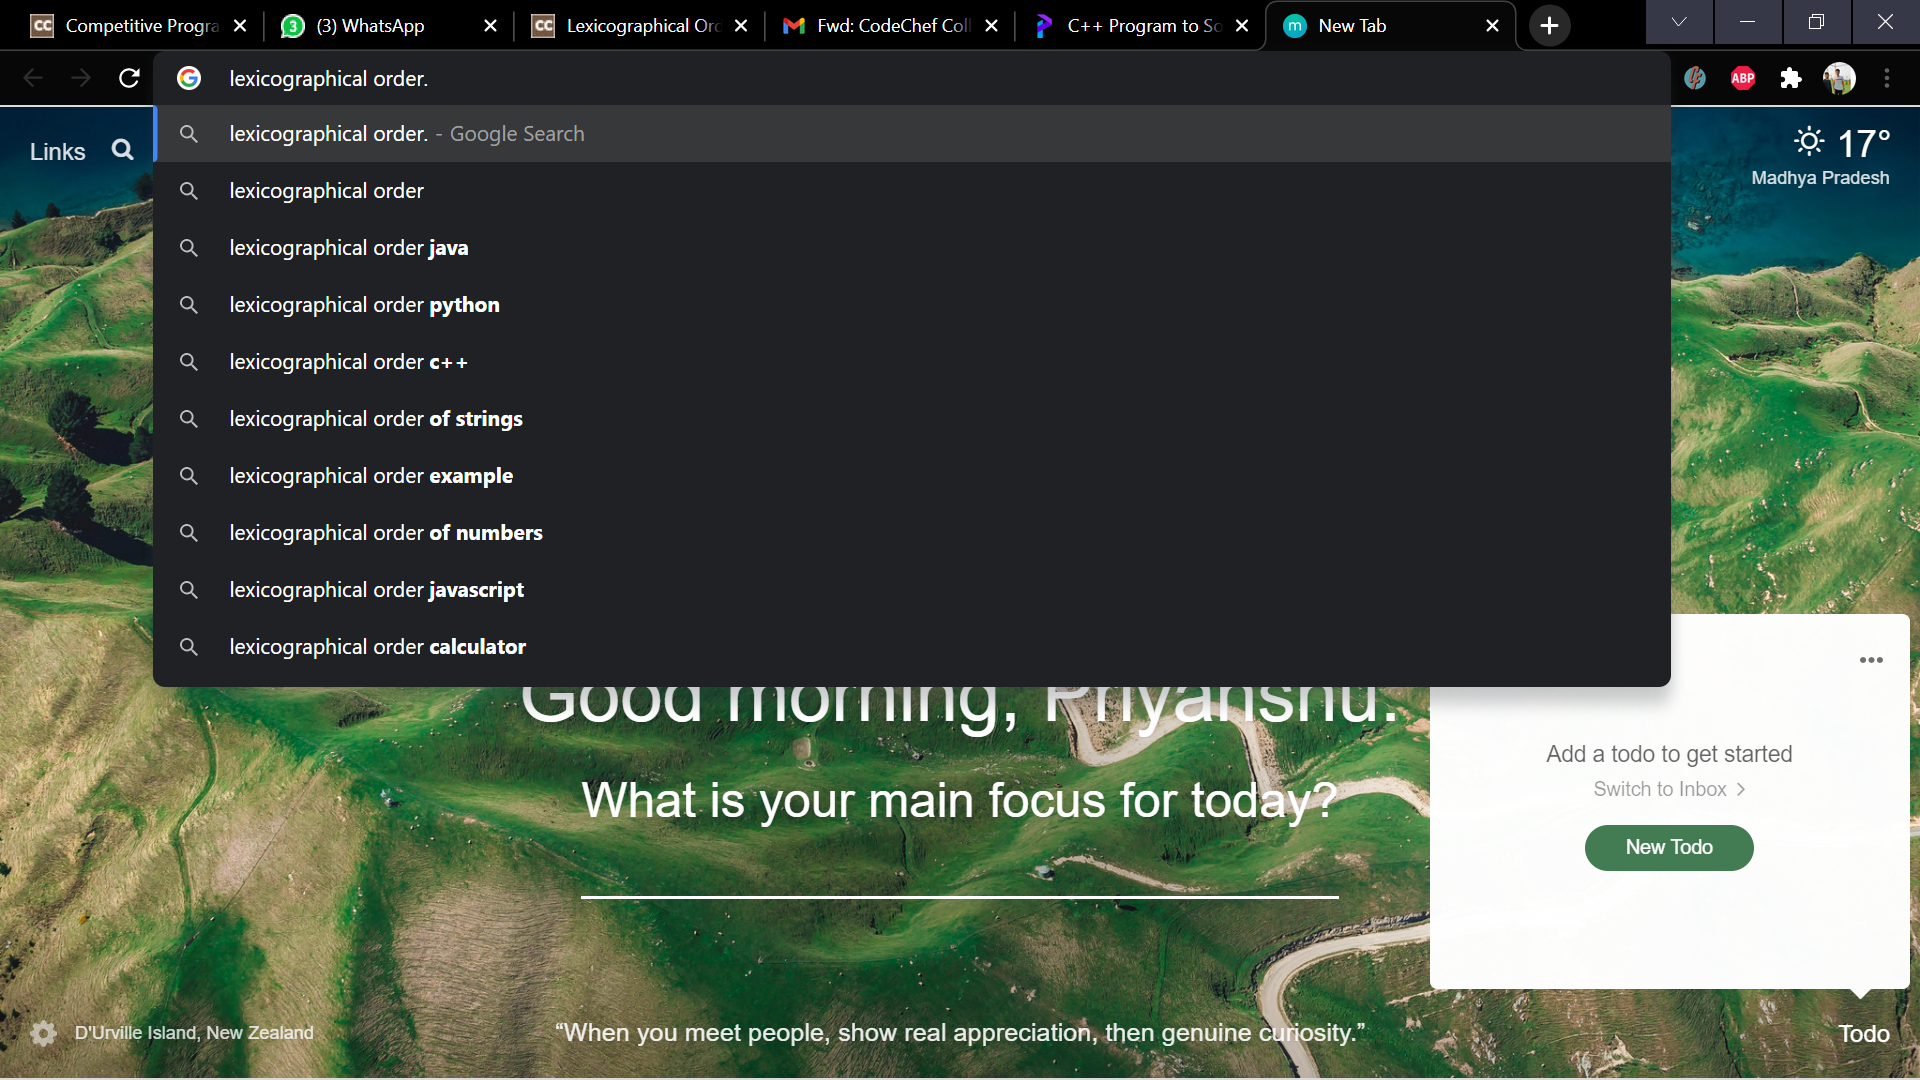 Competitive Progra
(3) WhatsApp
Lexicographical Ord
Fwd: CodeChef Coll
C++ Program to So
New Tab
lexicographical order.
ABP
Links
lexicographical order. - Google Search
17°
Madhya Pradesh
lexicographical order
lexicographical order java
lexicographical order python
lexicographical order c++
lexicographical order of strings
lexicographical order example
lexicographical order of numbers
lexicographical order javascript
lexicographical order calculator
Good morning, Priyanshu.
What is your main focus for today?
Add a todo to get started
Switch to Inbox >
New Todo
D'Urville Island, New Zealand
“When you meet people, show real appreciation, then genuine curiosity.”
Todo